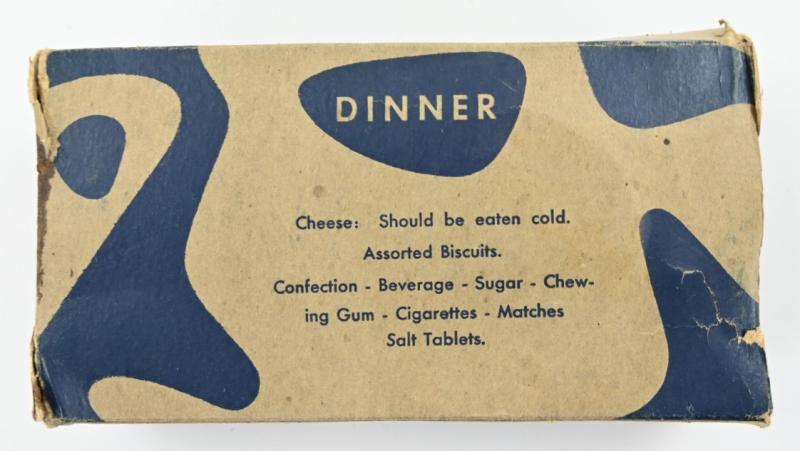 DINNER
Cheese: Should be eaten cold.
Assorted Biscuits.
Confection - Beverage - Sugar - Chew-
ing Gum - Cigarettes - Matches
Salt Tablets.